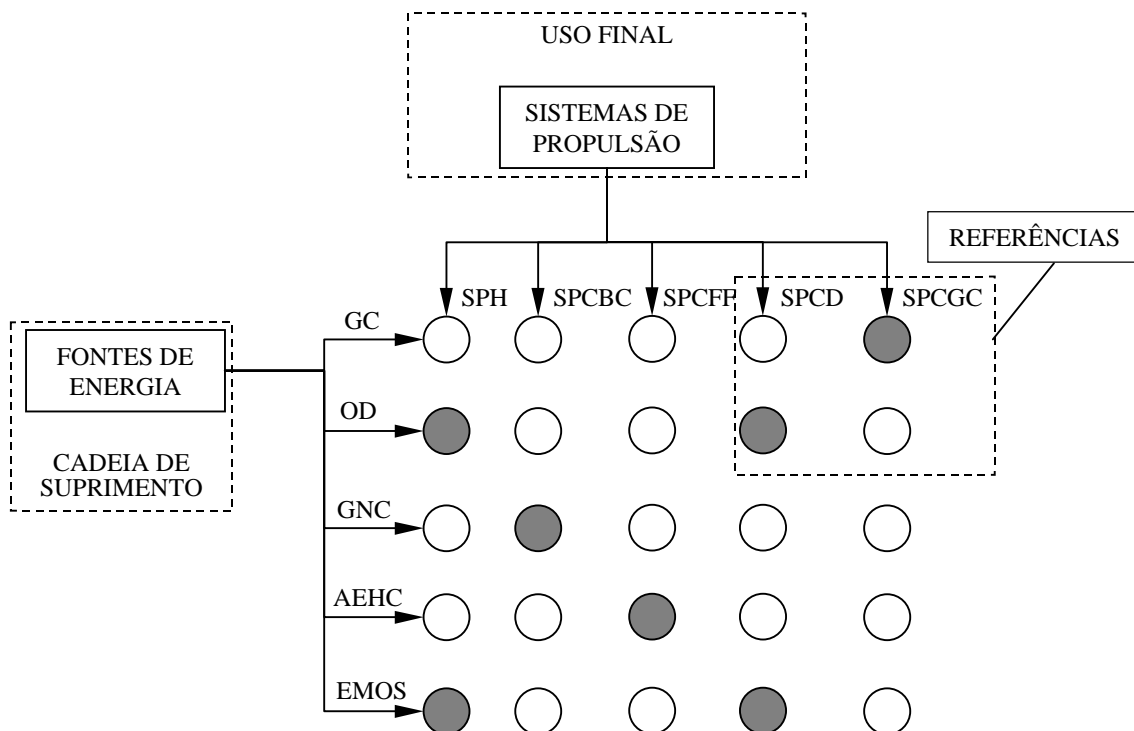 USO FINAL
SISTEMAS DE
PROPULSÃO
REFERÊNCIAS
SPH SPCBC SPCFF SPCD SPCGC
GC
FONTES DE
ENERGIA
OD
CADEIA DE
SUPRIMENTO
GNC
AEHC
EMOS